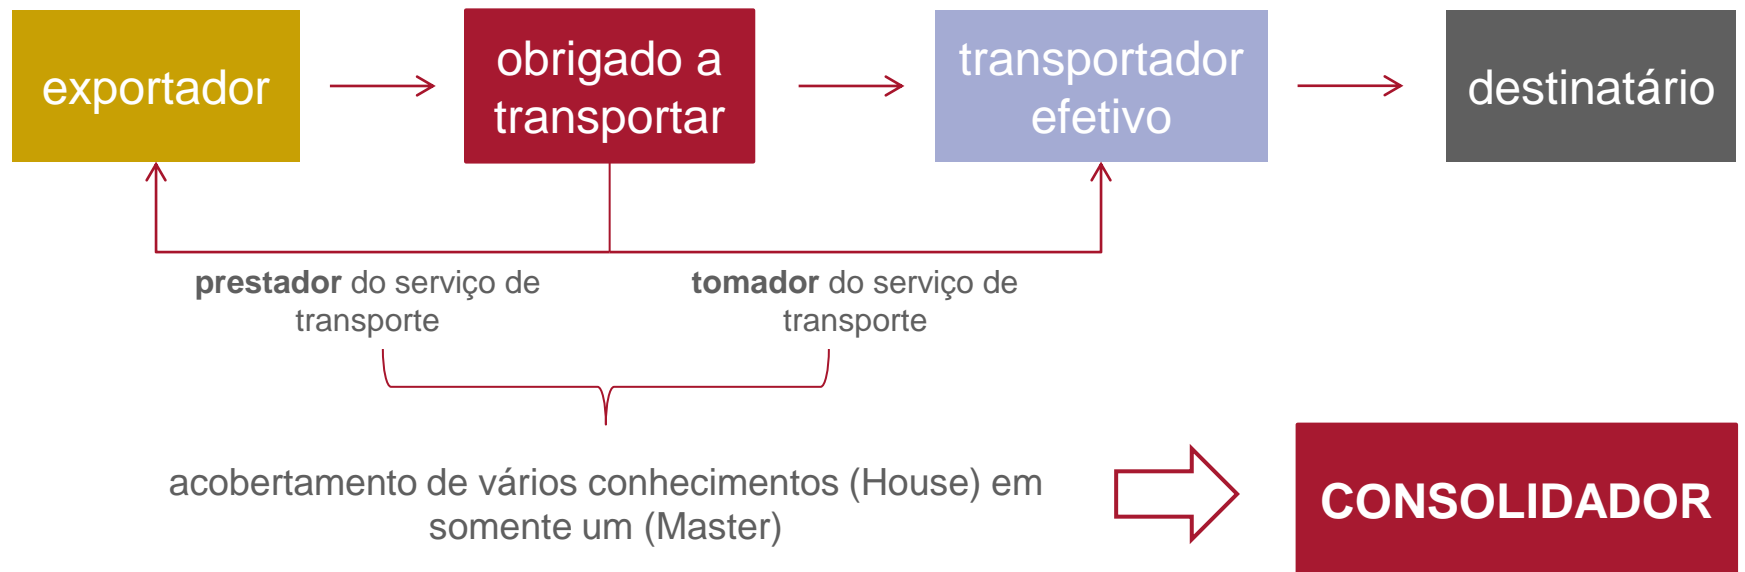 exportador
obrigado a
transportar
transportador
efetivo
destinatário
prestador do serviço de
transporte
tomador do serviço de
transporte
acobertamento de vários conhecimentos (House) em
somente um (Master)
CONSOLIDADOR